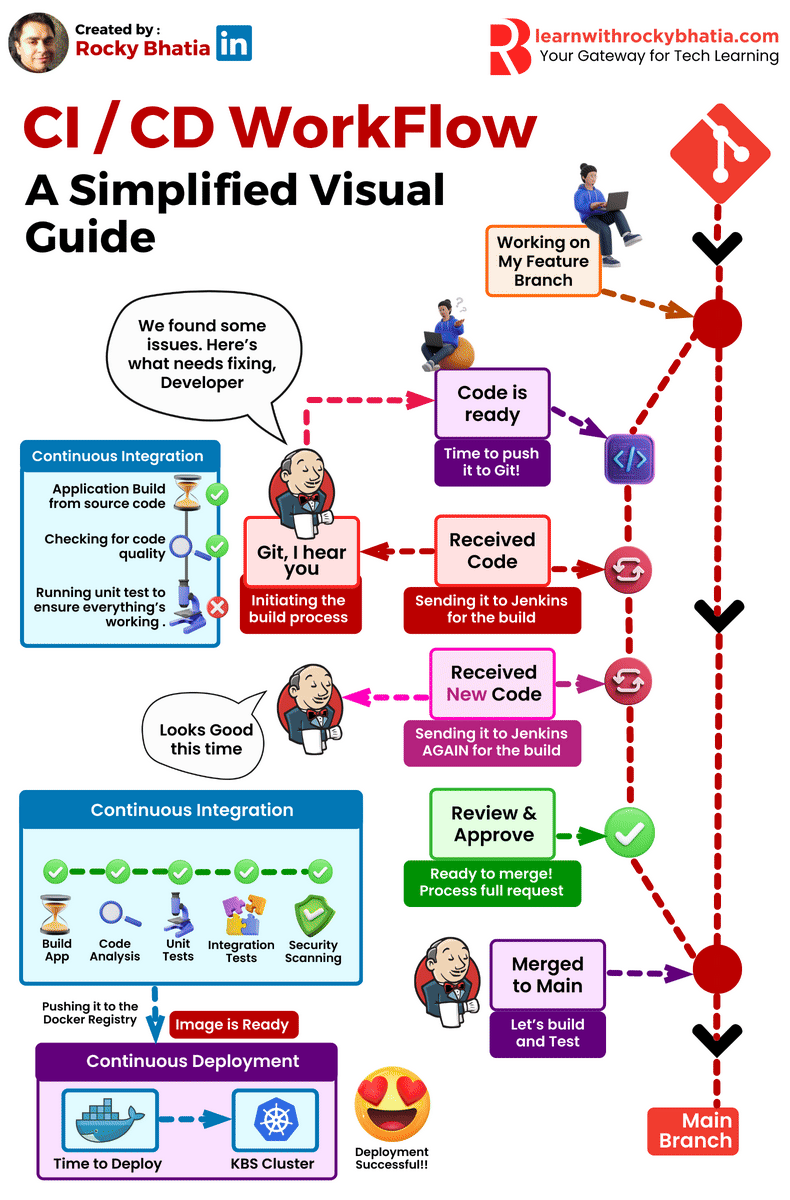 Created by :
Rocky Bhatia
in
learnwithrockybhatia.com
Your Gateway for Tech Learning
CI / CD WorkFlow
A Simplified Visual
Guide
Working on
My Feature
Branch
We found some
issues. Here's
what needs fixing,
Developer
Code is
ready
Time to push
it to Git!
Continuous Integration
Application Build
from source code
Checking for code
quality
Running unit test to
ensure everything's
working .
Git, I hear
you
Initiating the
build process
Received
Code
Sending it to Jenkins
for the build
Received
New Code
Sending it to Jenkins
AGAIN for the build
Looks Good
this time
Continuous Integration
Build
App
Code
Analysis
Unit
Tests
Integration
Tests
Security
Scanning
Review &
Approve
Ready to merge!
Process full request
Merged
to Main
Let's build
and Test
Pushing it to the
Docker Registry
Image is Ready
Continuous Deployment
Time to Deploy
KBS Cluster
Deployment
Successful!!
Main
Branch